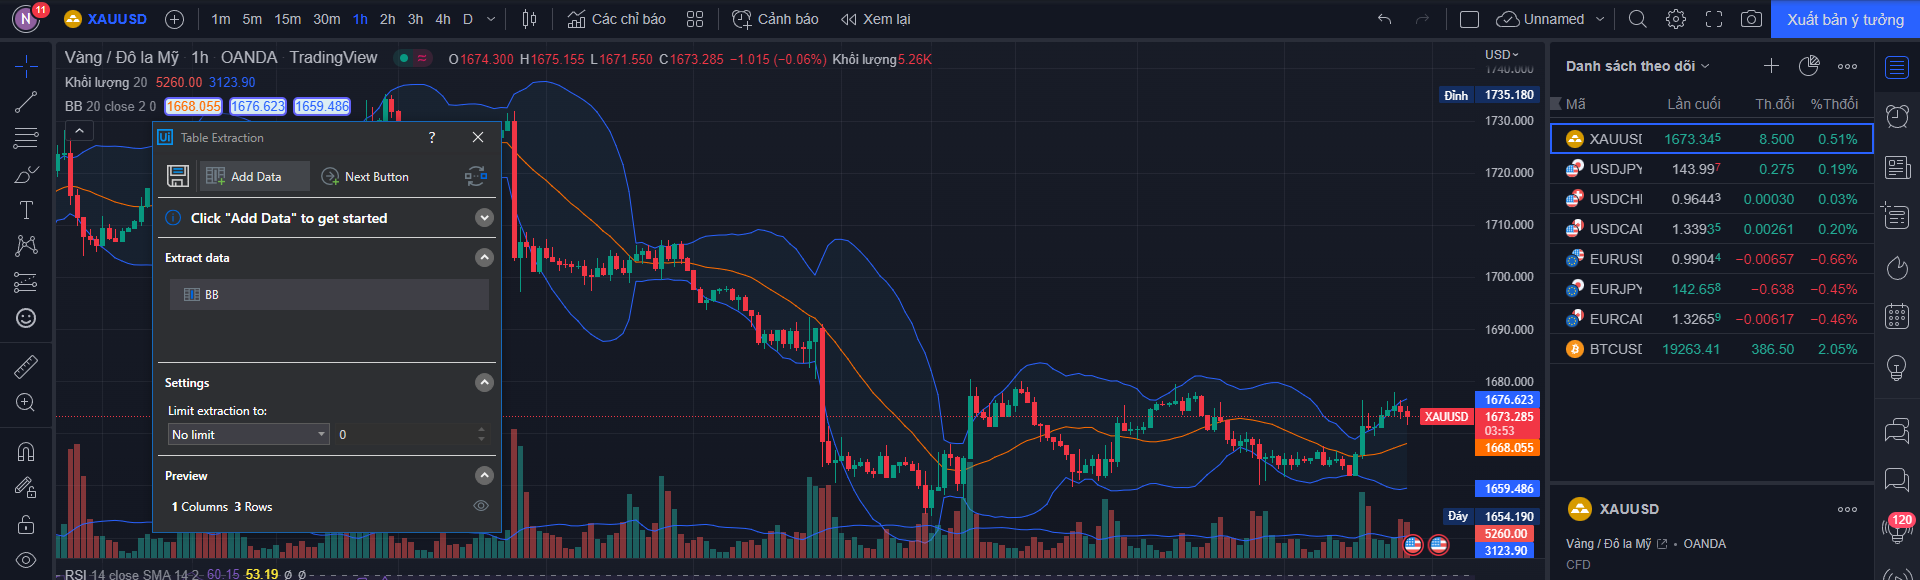 N 11 XAUUSD 1m 5m 15m 30m 1h 2h 3h 4h D Các chỉ báo Cảnh báo Xem lại Unnamed Xuất bản ý tưởng
Vàng / Đô la Mỹ 1h OANDA TradingView O1674.300 H1675.155 L1671.550 C1673.285 −1.015 (−0.06%) Khối lượng5.26K
Khối lượng 20 5260.00 3123.90
BB 20 close 2 0 1668.055 1676.623 1659.486
Ui Table Extraction ?
Add Data Next Button
Click "Add Data" to get started
Extract data
BB
Settings
Limit extraction to:
No limit 0
Preview
1 Columns 3 Rows
RSI 14 close SMA 14 2 60-15 53.19 ø ø
USD
1740.000
Đỉnh 1735.180
1730.000
1720.000
1710.000
1700.000
1690.000
1680.000
1676.623
XAUUSD 1673.285
03:53
1668.055
1659.486
Đáy 1654.190
5260.00
3123.90
Danh sách theo dõi
Mã Lần cuối Th.đổi %Thđổi
XAUUSD 1673.345 8.500 0.51%
USDJPY 143.997 0.275 0.19%
USDCHI 0.96443 0.00030 0.03%
USDCAI 1.33935 0.00261 0.20%
EURUSI 0.99044 −0.00657 −0.66%
EURJPY 142.658 −0.638 −0.45%
EURCAI 1.32659 −0.00617 −0.46%
BTCUSD 19263.41 386.50 2.05%
XAUUSD
Vàng / Đô la Mỹ • OANDA
CFD
120